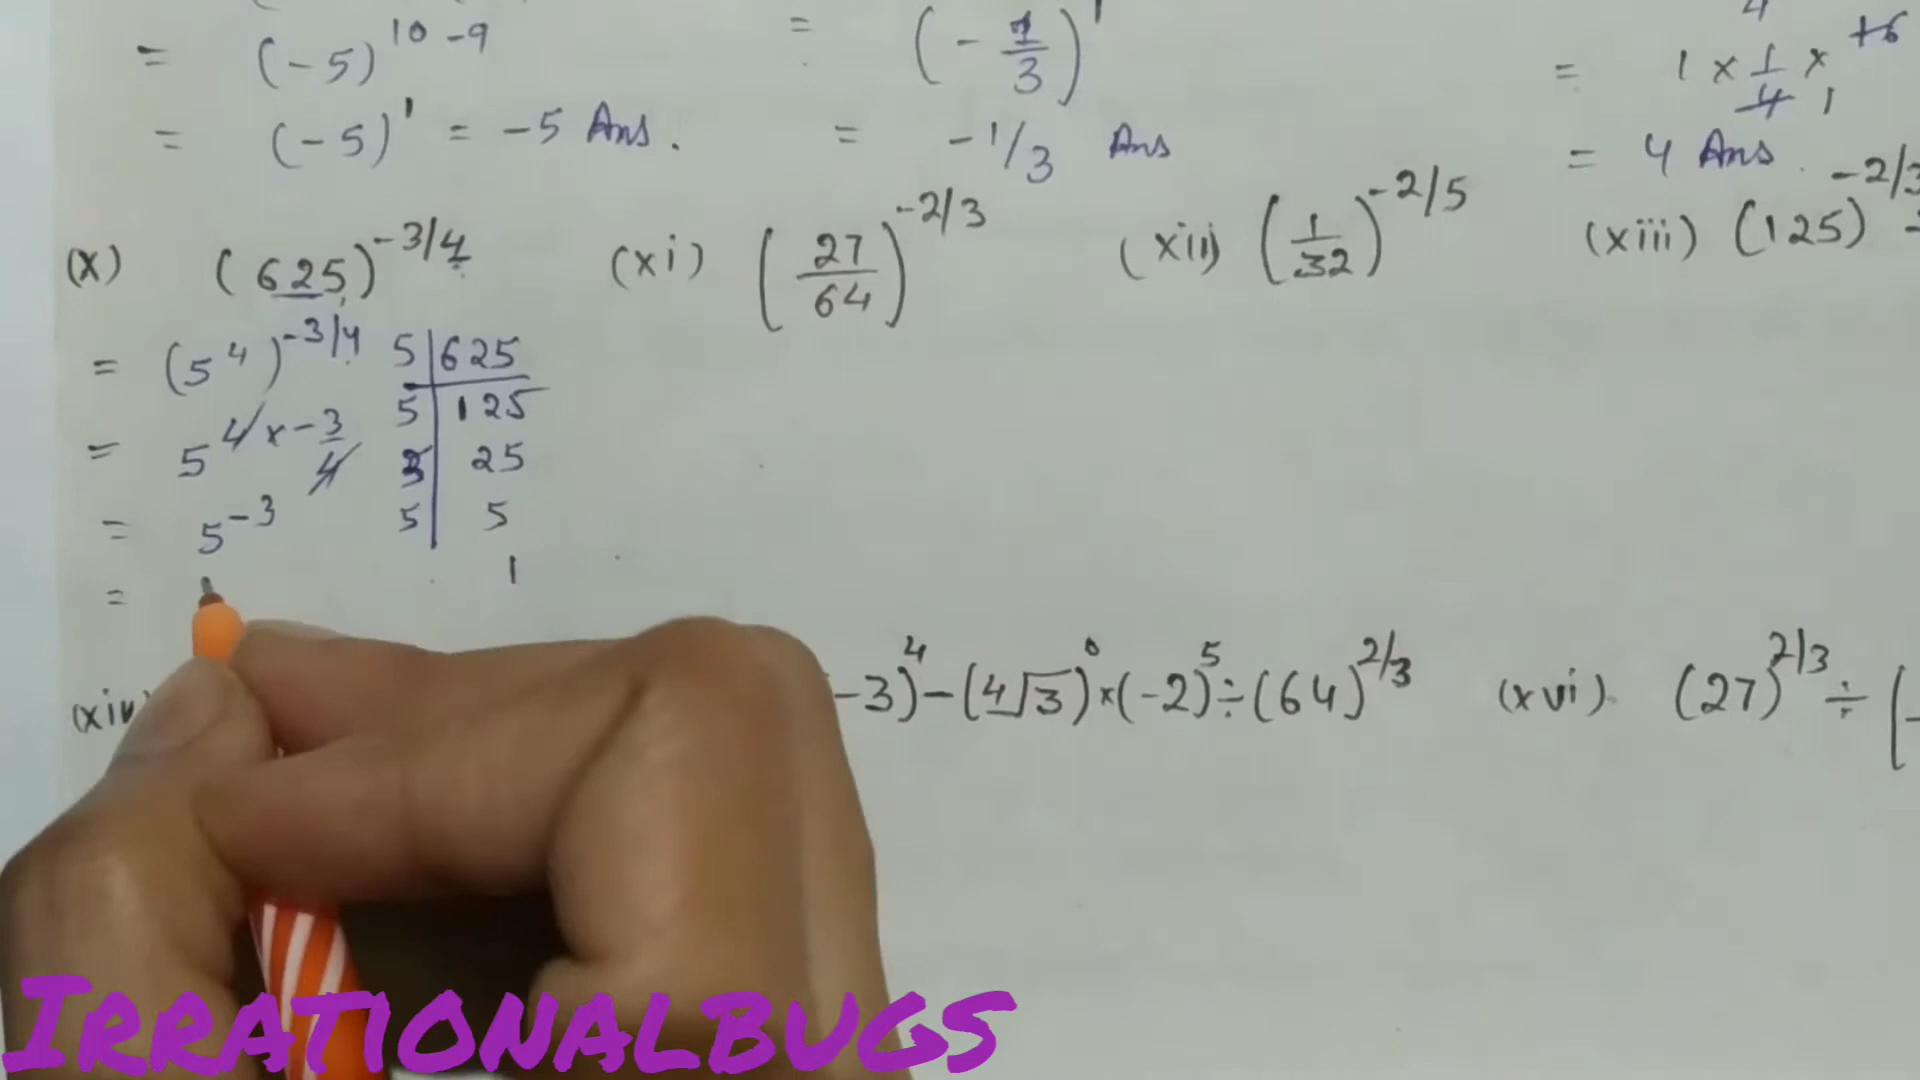 = (-5)^10-9
= (-5)^1 = -5 Ans.
= (-1/3)^1
= -1/3 Ans
= 1 × 1/4 ×
= 4 Ans.
(x) (625)^-3/4
(xi) (27/64)^-2/3
(xii) (1/32)^-2/5
(xiii) (125)^-2/3
= (5^4)^-3/4
= 5^4×-3/4
= 5^-3
=
5 | 625
5 | 125
5 | 25
5 | 5
1
(xiv)
-3)^4 - (4√3)^0 × (-2)^5 ÷ (64)^2/3
(xvi) (27)^2/3 ÷ (
IRRATIONALBUGS